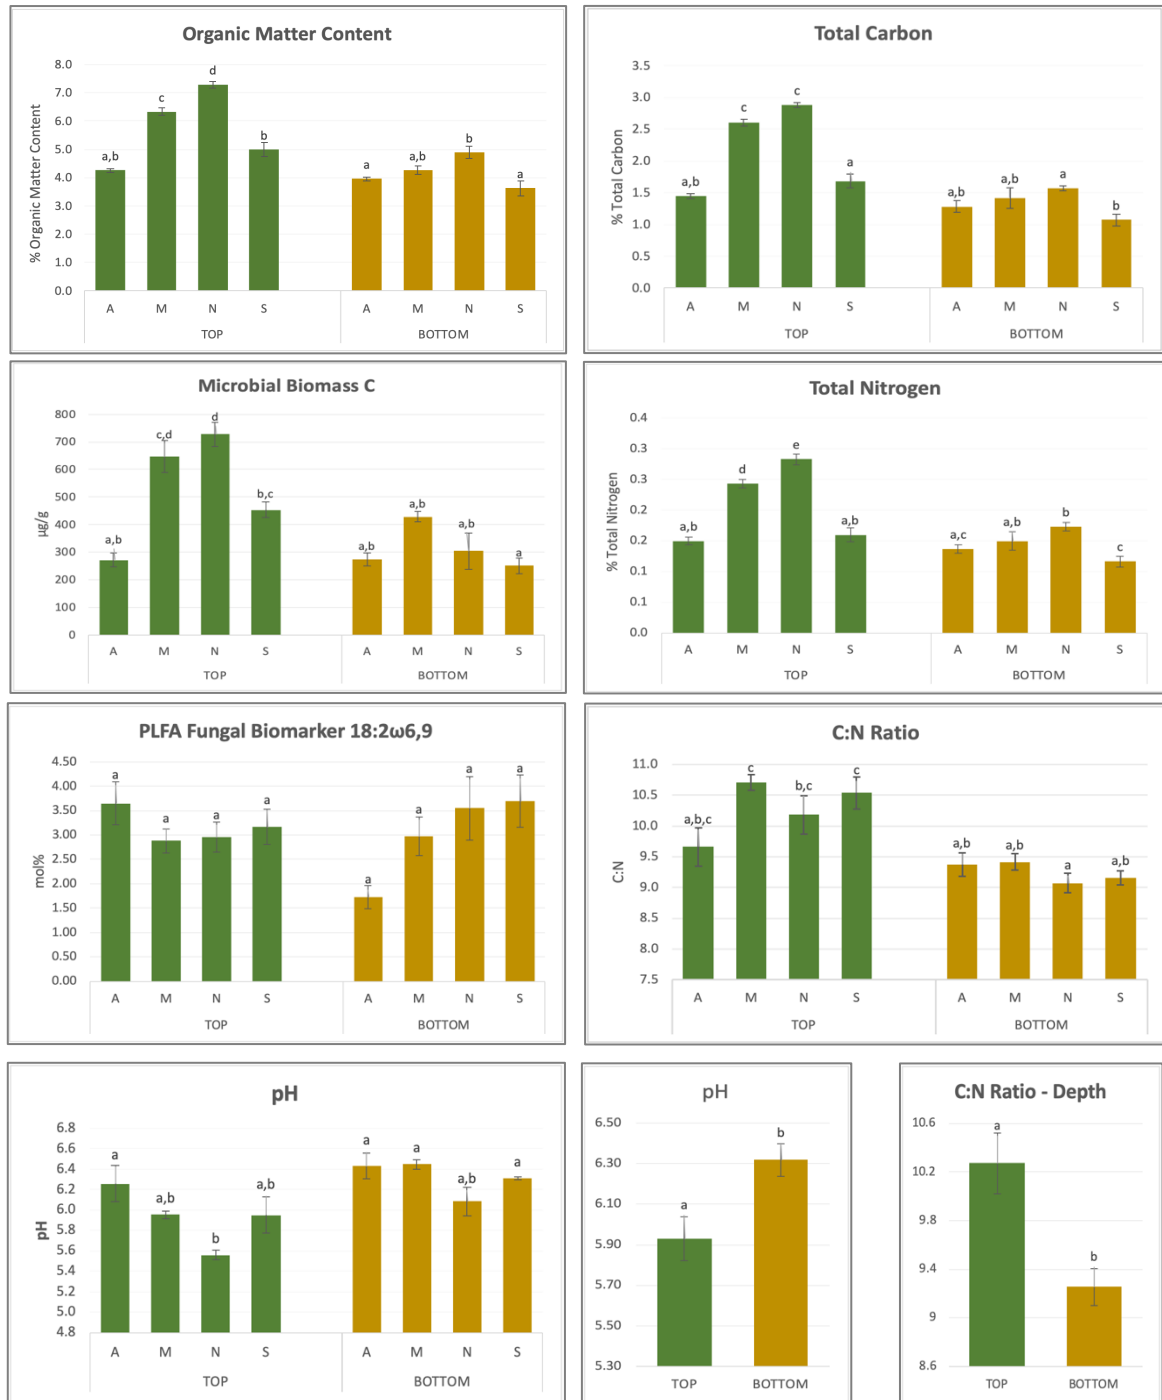 Organic Matter Content
% Organic Matter Content
8.0
7.0
6.0
5.0
4.0
3.0
2.0
1.0
0.0
a,b c d b a a,b b a
A M N S A M N S
TOP BOTTOM
Total Carbon
% Total Carbon
3.5
3.0
2.5
2.0
1.5
1.0
0.5
0.0
a,b c c a a,b a,b a b
A M N S A M N S
TOP BOTTOM
Microbial Biomass C
µg/g
800
700
600
500
400
300
200
100
0
a,b c,d d b,c a,b a,b a,b a
A M N S A M N S
TOP BOTTOM
Total Nitrogen
% Total Nitrogen
0.4
0.3
0.3
0.2
0.2
0.1
0.1
0.0
a,b d e a,b a,c a,b b c
A M N S A M N S
TOP BOTTOM
PLFA Fungal Biomarker 18:2ω6,9
mol%
4.50
4.00
3.50
3.00
2.50
2.00
1.50
1.00
0.50
0.00
a a a a a a a a
A M N S A M N S
TOP BOTTOM
C:N Ratio
C:N
11.0
10.5
10.0
9.5
9.0
8.5
8.0
7.5
a,b,c c b,c c a,b a,b a a,b
A M N S A M N S
TOP BOTTOM
pH
pH
6.8
6.6
6.4
6.2
6.0
5.8
5.6
5.4
5.2
5.0
4.8
a a,b b a,b a a a,b a
A M N S A M N S
TOP BOTTOM
pH
6.50
6.30
6.10
5.90
5.70
5.50
5.30
a b
TOP BOTTOM
C:N Ratio - Depth
10.6
10.2
9.8
9.4
9
8.6
a b
TOP BOTTOM